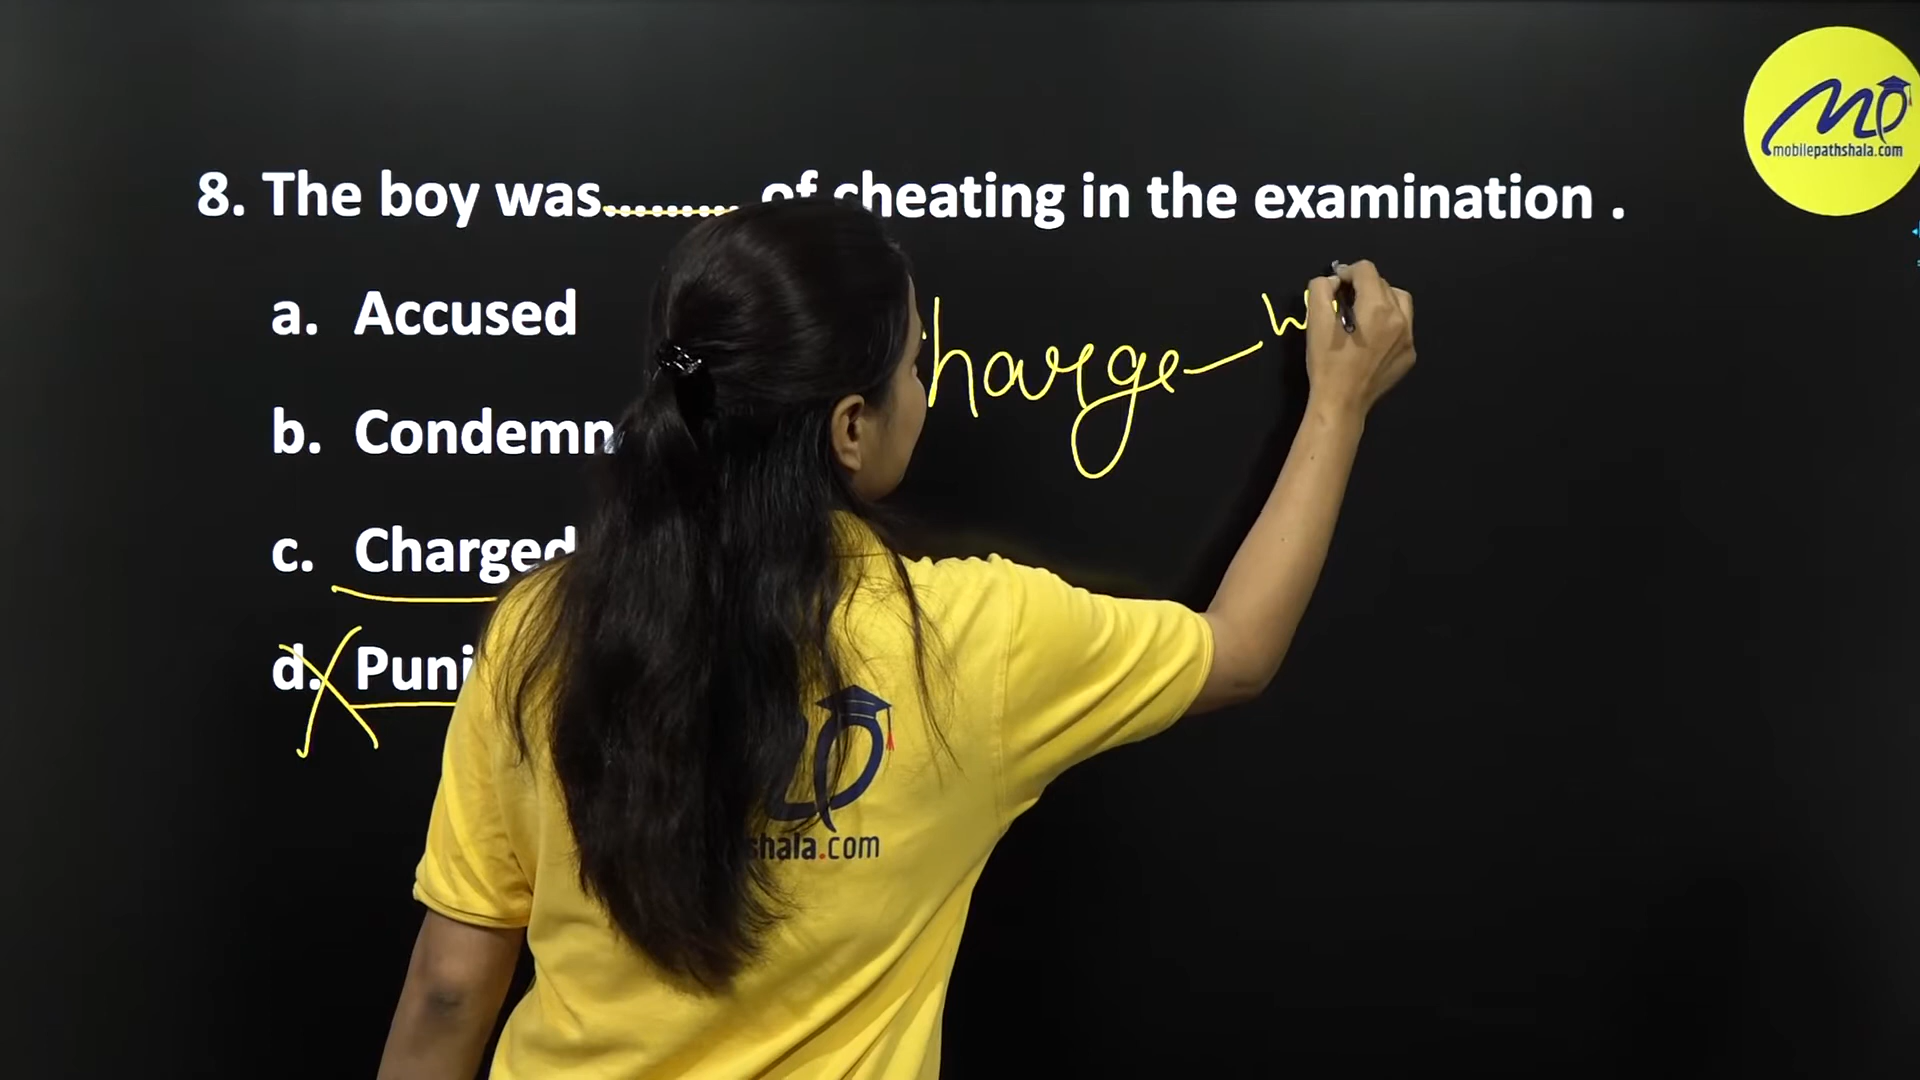 mobilepathshala.com
8. The boy was......... of cheating in the examination .
a. Accused
b. Condemn
c. Charged
d. Puni
harge - w
shala.com